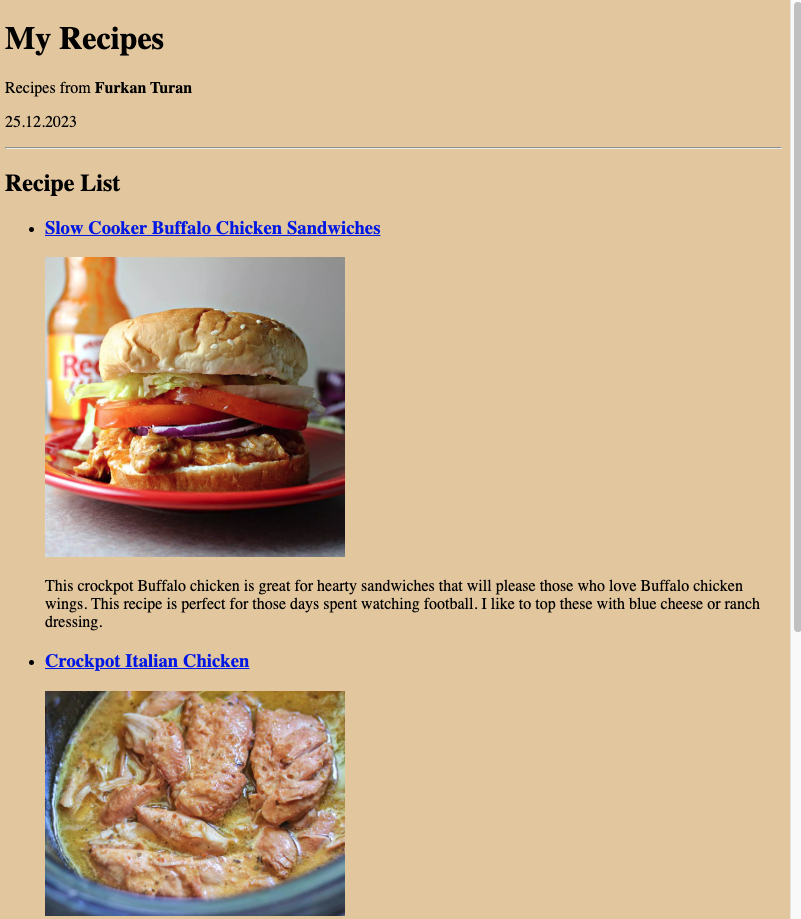 My Recipes
Recipes from Furkan Turan
25.12.2023
Recipe List
Slow Cooker Buffalo Chicken Sandwiches
This crockpot Buffalo chicken is great for hearty sandwiches that will please those who love Buffalo chicken
wings. This recipe is perfect for those days spent watching football. I like to top these with blue cheese or ranch
dressing.
Crockpot Italian Chicken